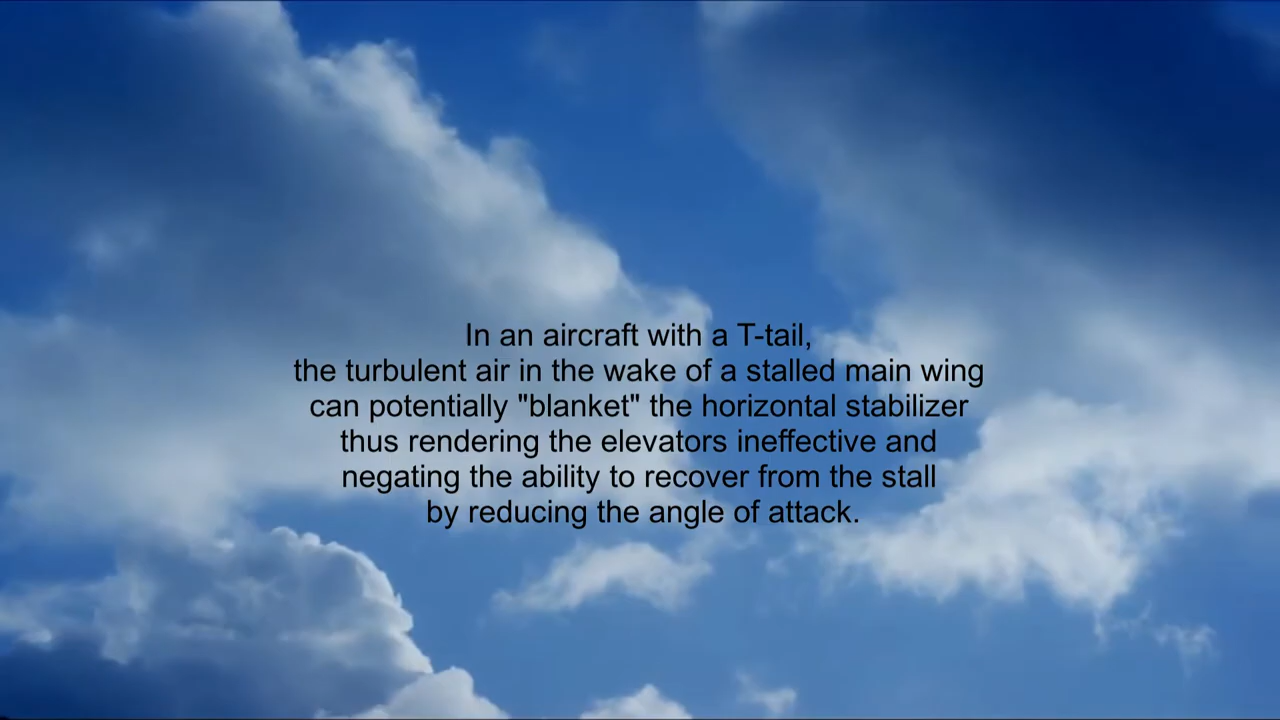 In an aircraft with a T-tail,
the turbulent air in the wake of a stalled main wing
can potentially "blanket" the horizontal stabilizer
thus rendering the elevators ineffective and
negating the ability to recover from the stall
by reducing the angle of attack.